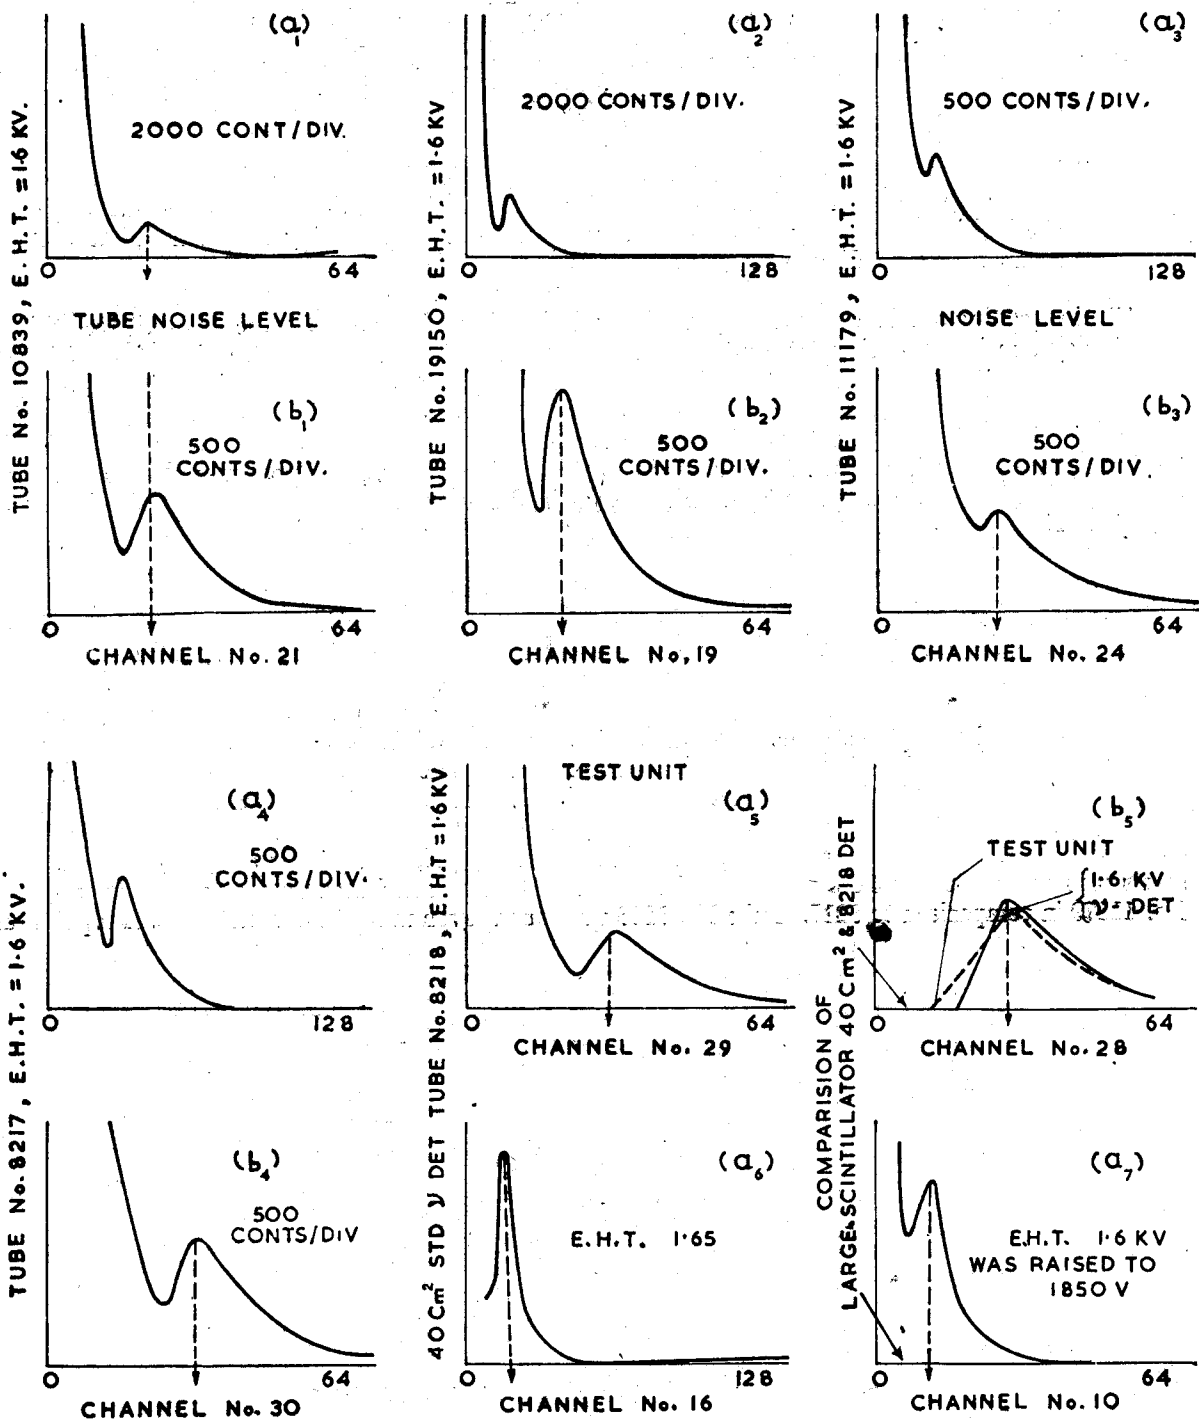 (a₁)
2000 CONT/DIV.
0 64
TUBE NOISE LEVEL
(b₁)
500
CONTS/DIV.
0 64
CHANNEL No. 21
TUBE No. 10839, E.H.T. = 1.6 KV.
(a₂)
2000 CONTS/DIV.
0 128
(b₂)
500
CONTS/DIV.
0 64
CHANNEL No, 19
TUBE No. 19150, E.H.T. = 1.6 KV
(a₃)
500 CONTS/DIV.
0 128
NOISE LEVEL
(b₃)
500
CONTS/DIV
0 64
CHANNEL No. 24
TUBE No. 11179, E.H.T. = 1.6 KV
(a₄)
500
CONTS/DIV.
0 128
(b₄)
500
CONTS/DIV
0 64
CHANNEL No. 30
TUBE No. 8217, E.H.T. = 1.6 KV.
TEST UNIT
(a₅)
0 64
CHANNEL No. 29
(a₆)
E.H.T. 1.65
0 128
CHANNEL No. 16
40 Cm² STD ν DET TUBE No. 8218, E.H.T = 1.6 KV
(b₅)
TEST UNIT
1.6 KV
ν- DET
0 64
CHANNEL No. 28
(a₇)
E.H.T. 1.6 KV
WAS RAISED TO
1850 V
0 64
CHANNEL No. 10
COMPARISION OF
LARGE SCINTILLATOR 40 Cm² & 8218 DET